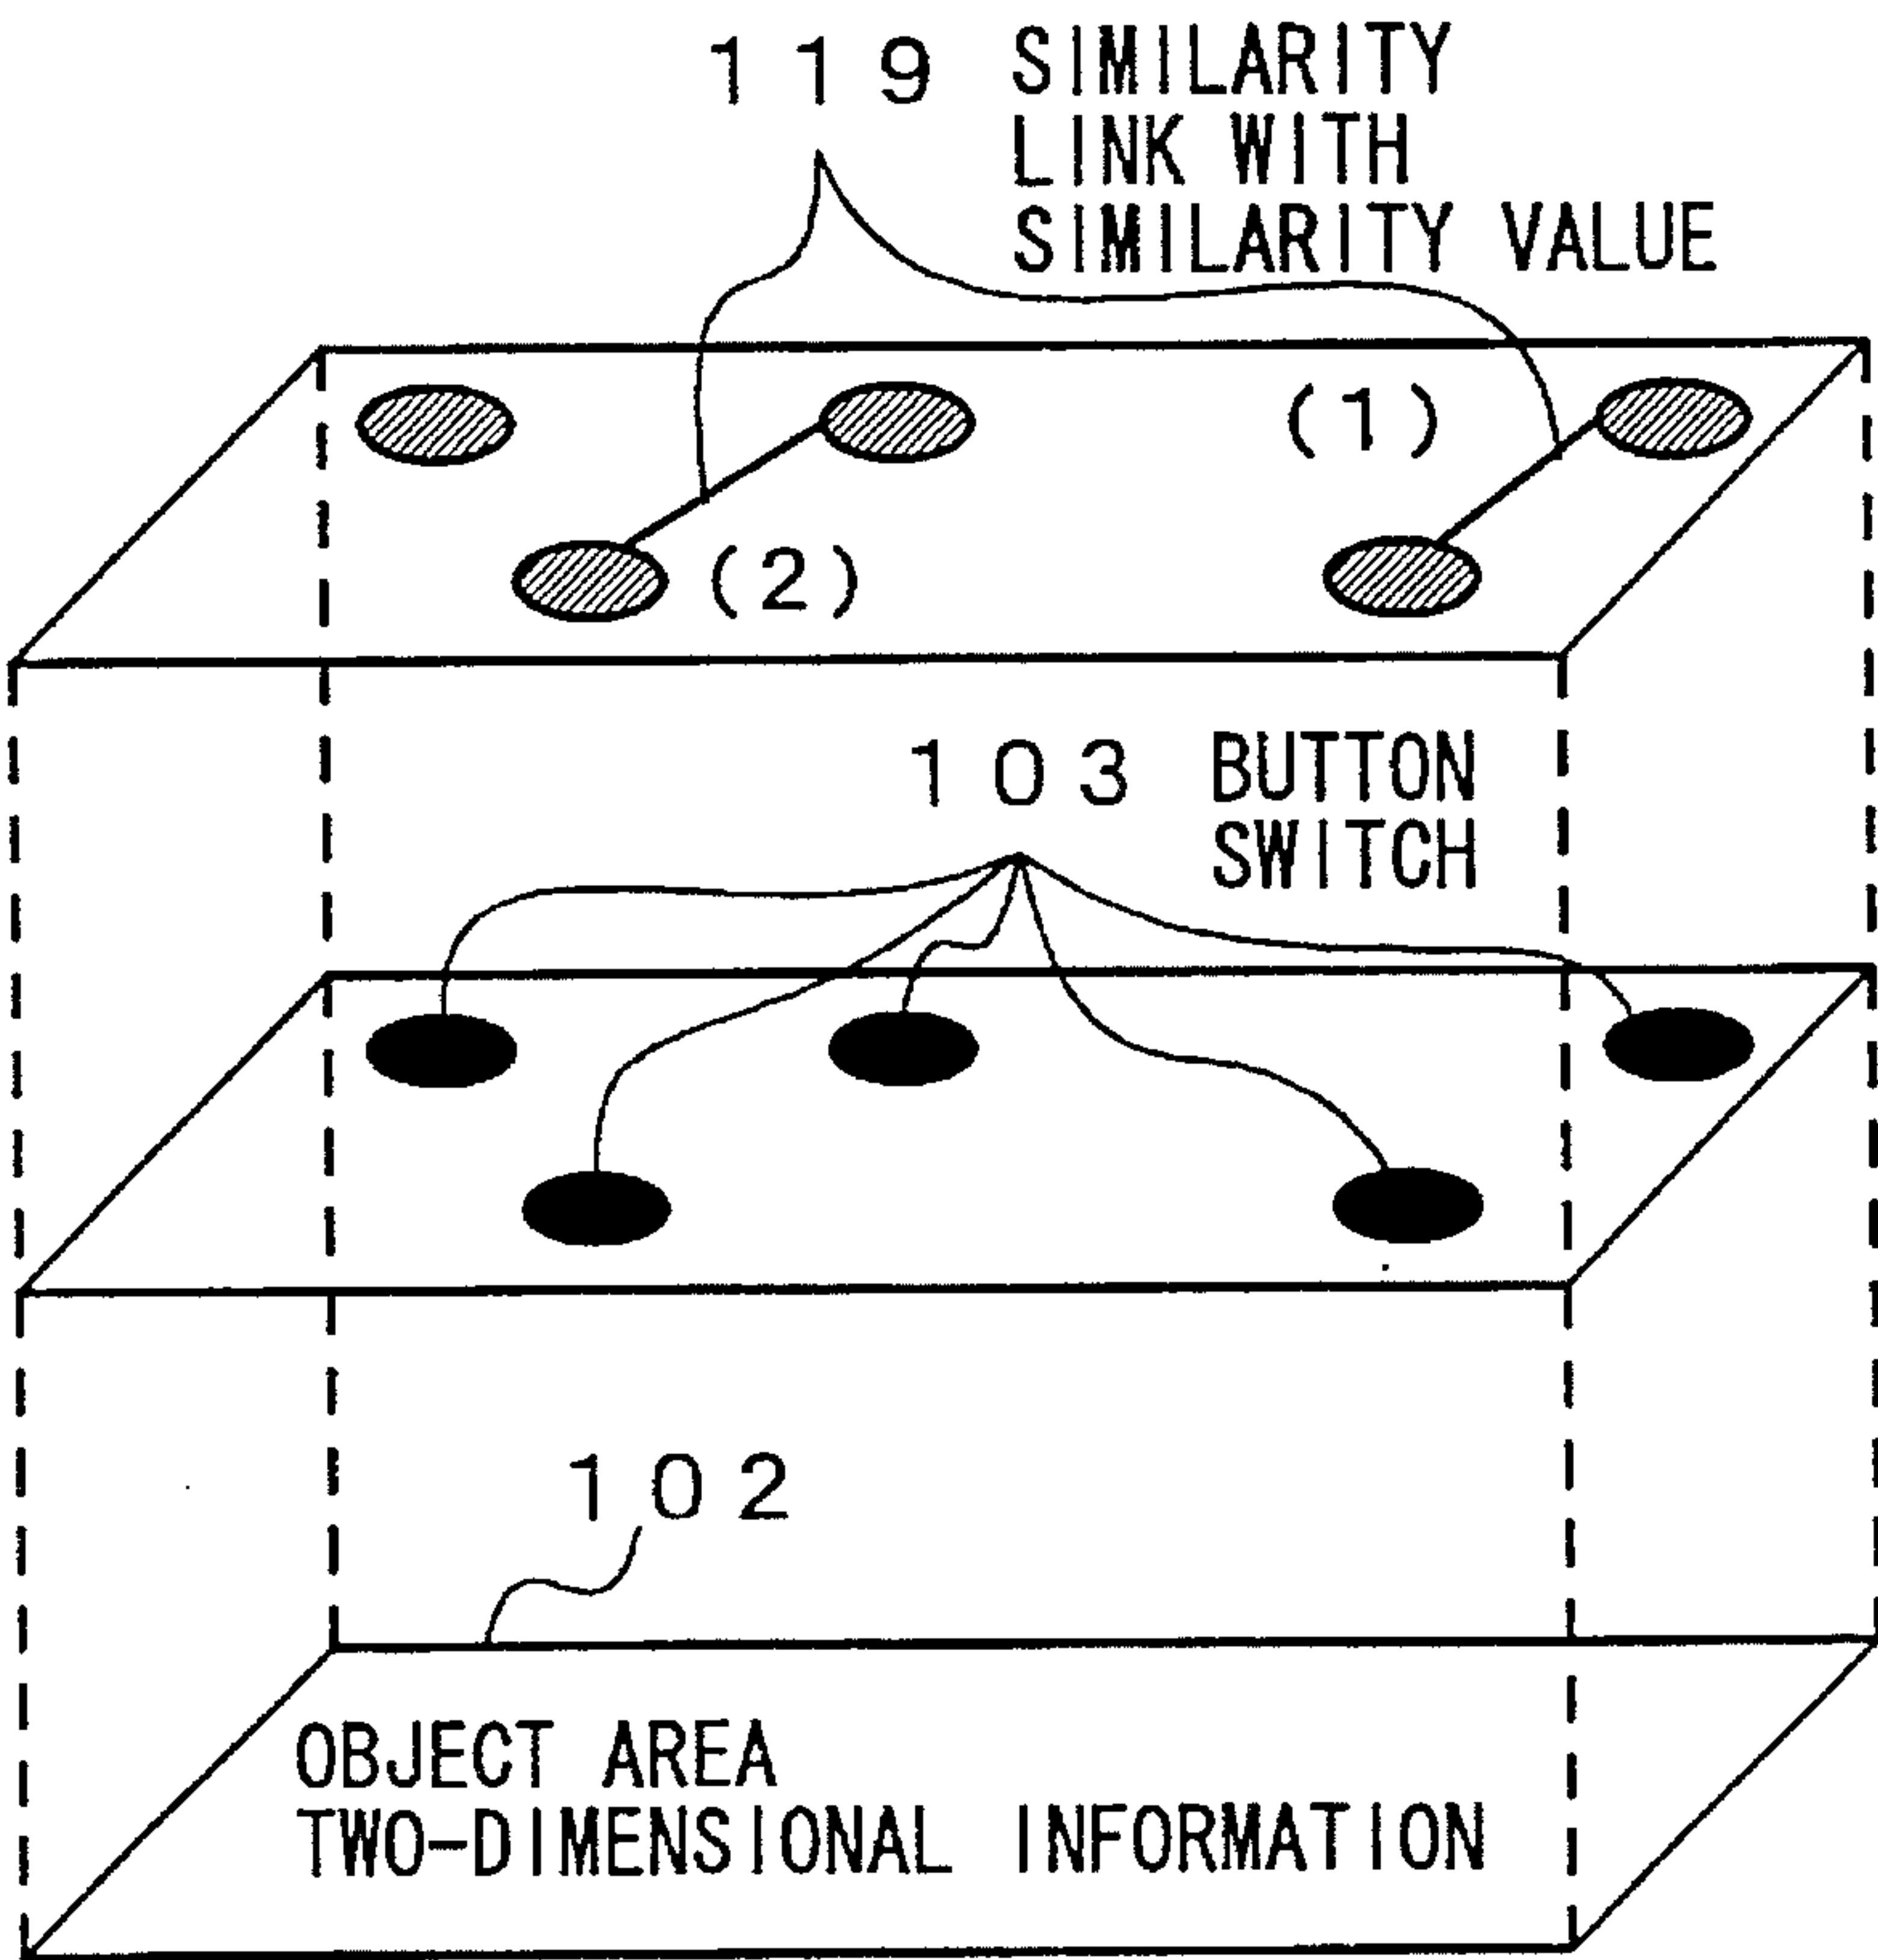 119 SIMILARITY
LINK WITH
SIMILARITY VALUE
(1)
(2)
103 BUTTON
SWITCH
102
OBJECT AREA
TWO-DIMENSIONAL INFORMATION